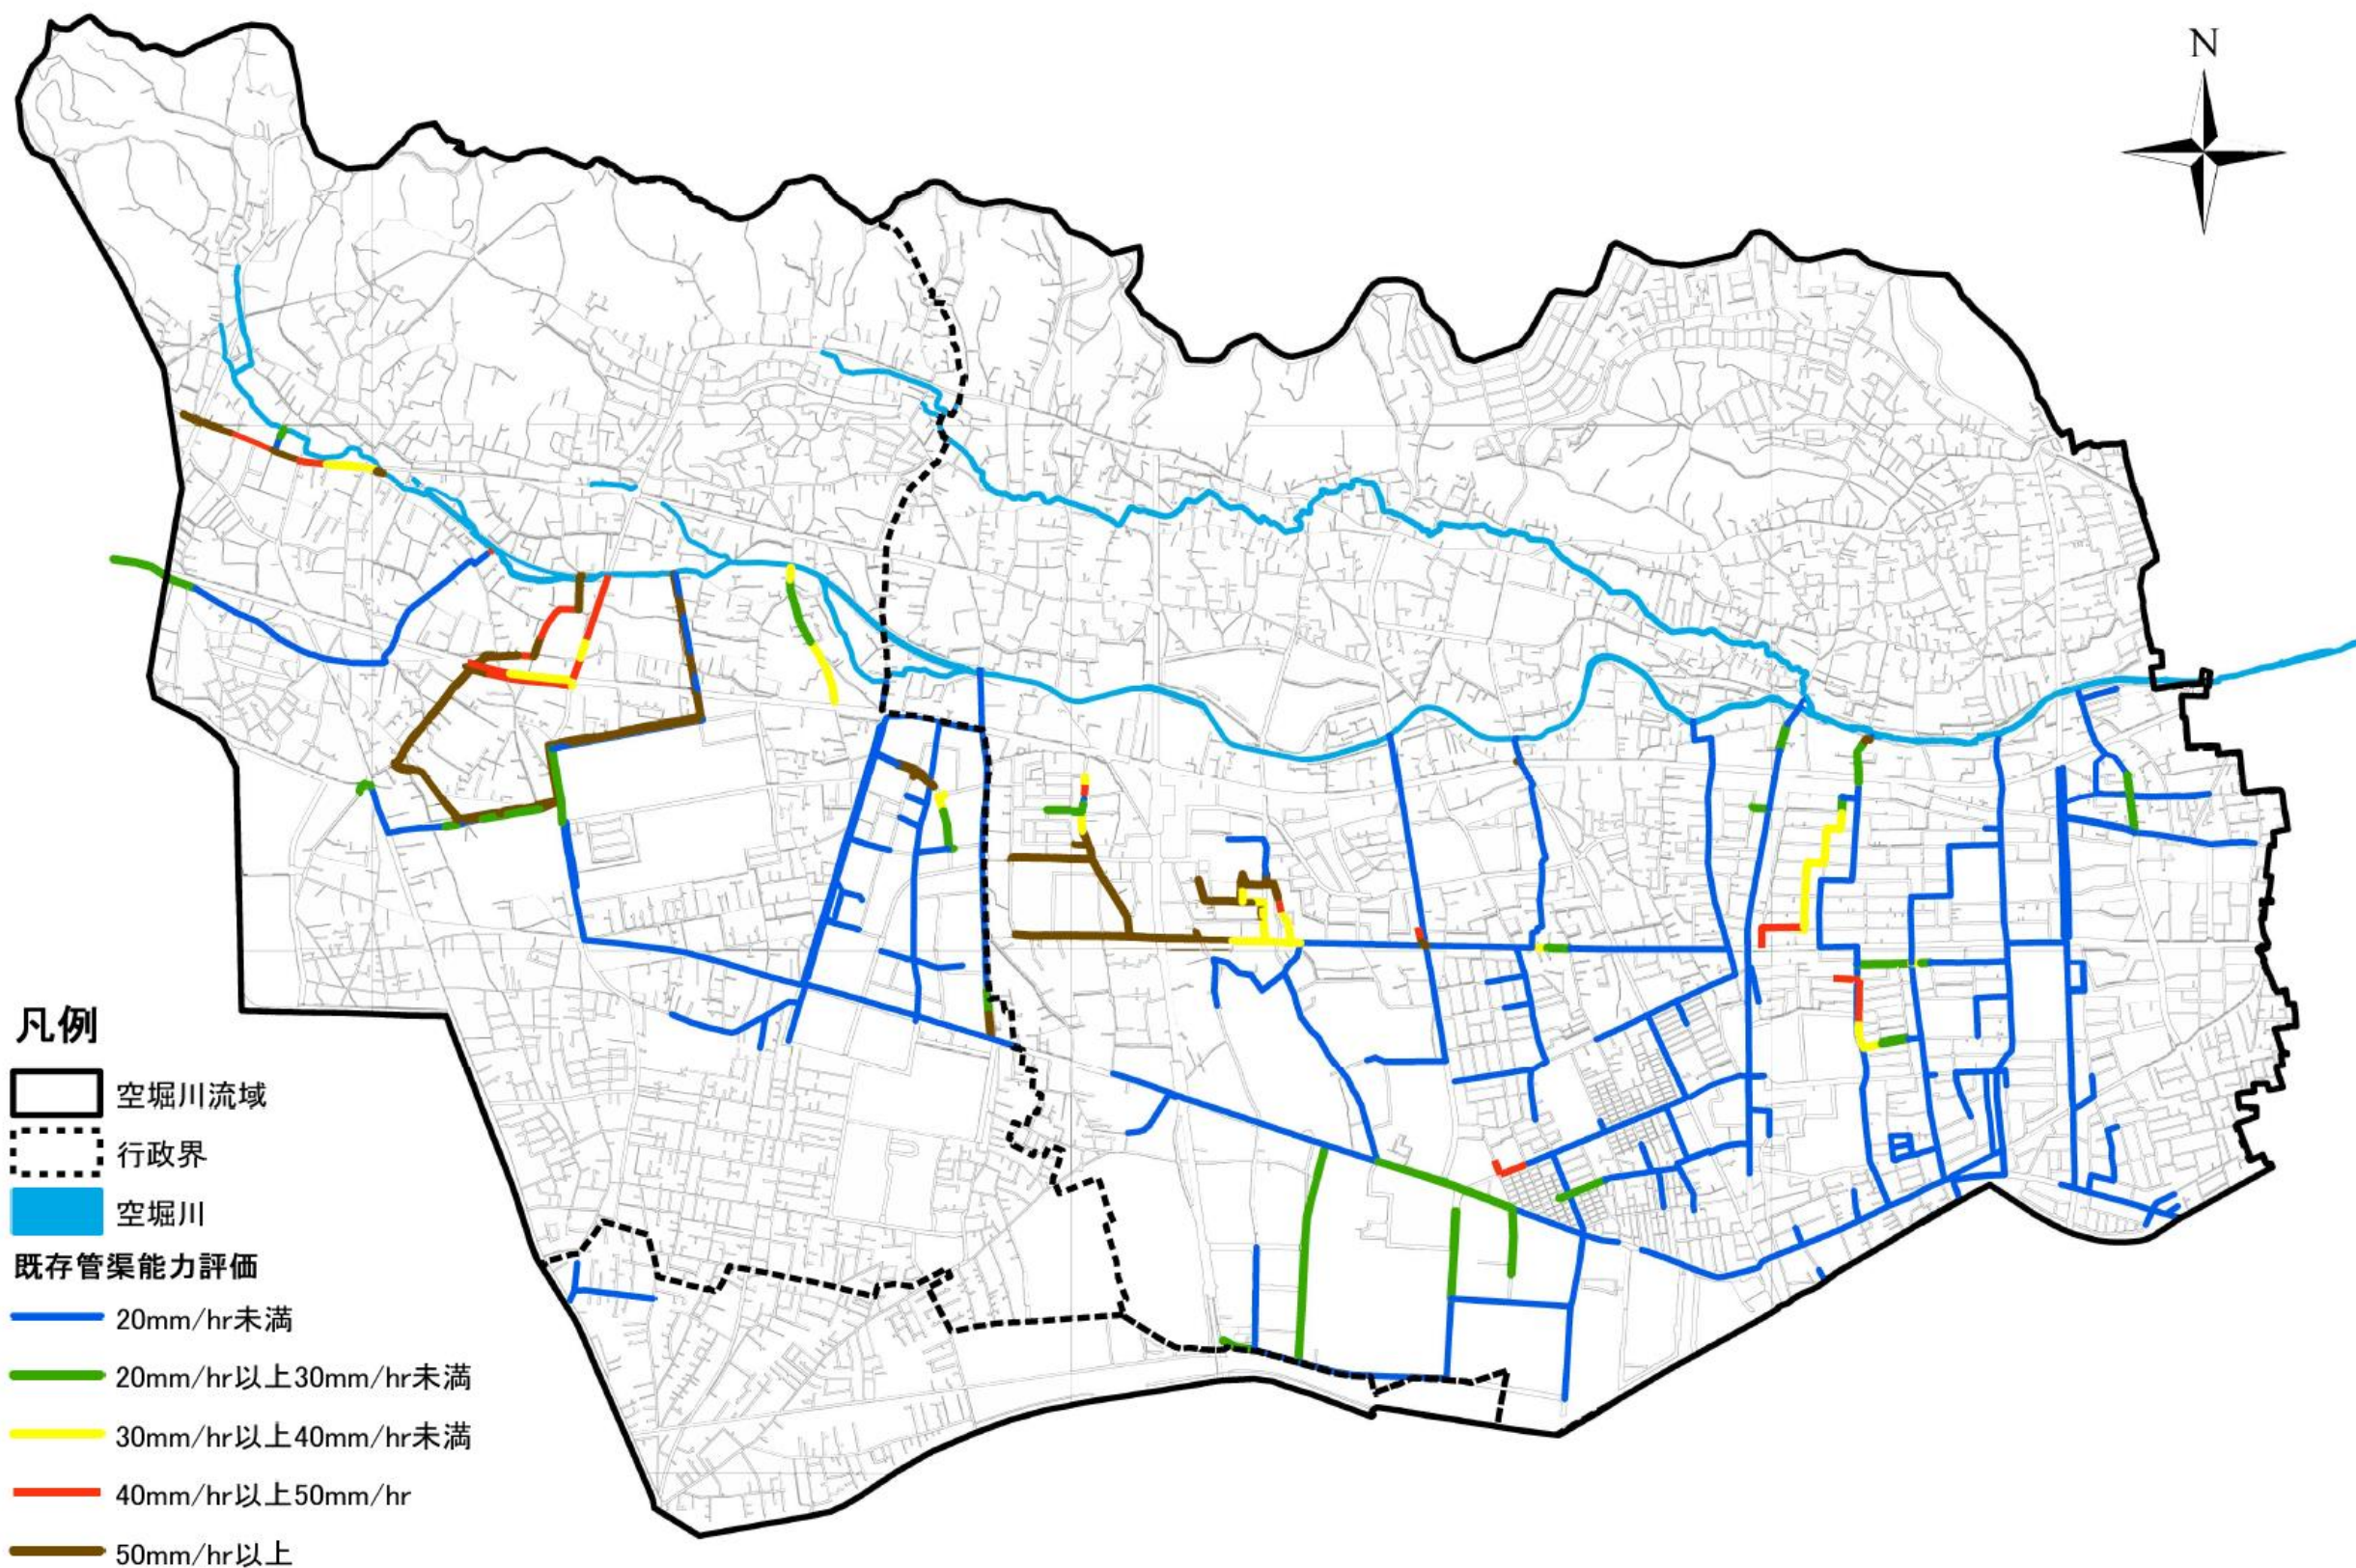 N
凡例
空堀川流域
行政界
空堀川
既存管渠能力評価
20mm/hr未満
20mm/hr以上30mm/hr未満
30mm/hr以上40mm/hr未満
40mm/hr以上50mm/hr
50mm/hr以上